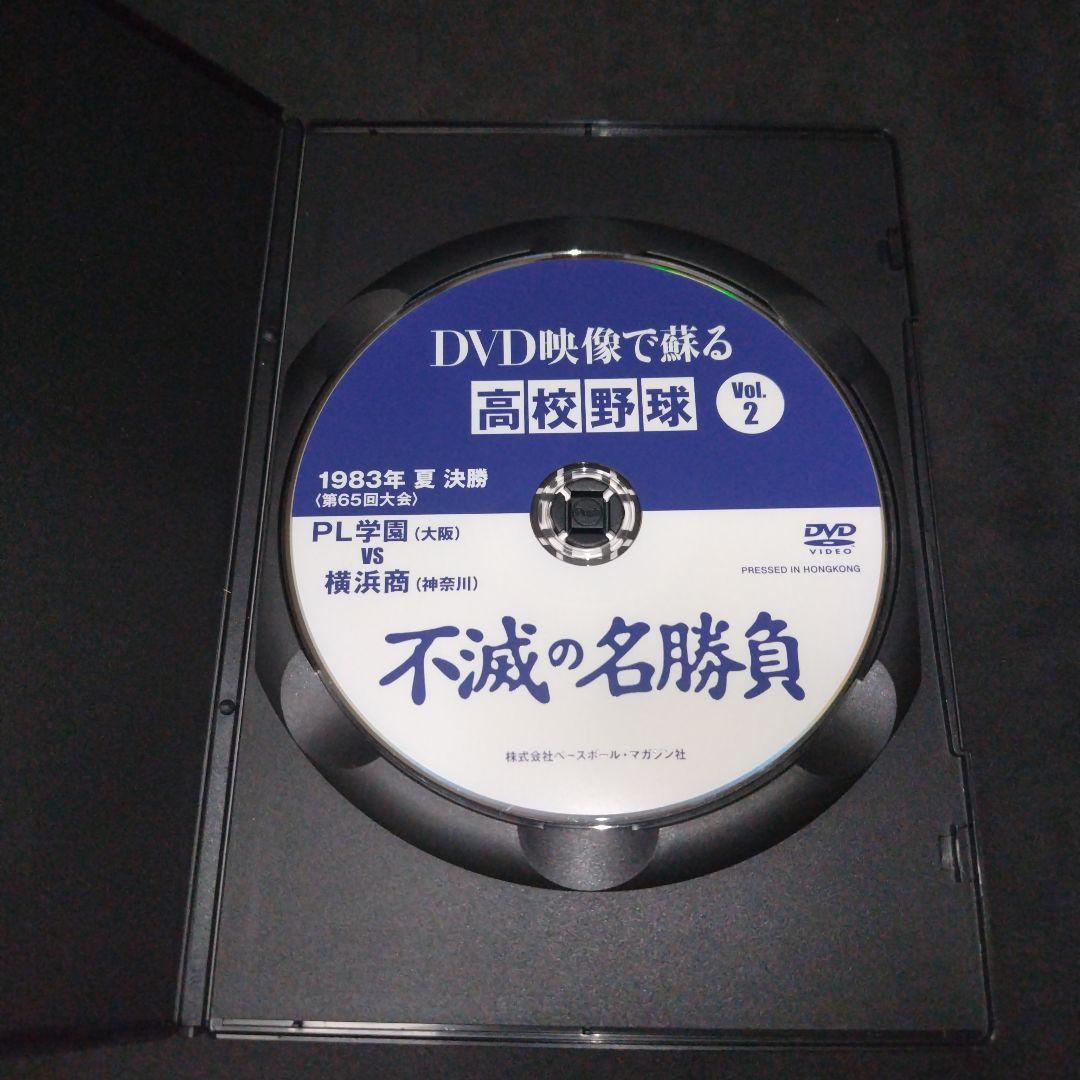 DVD映像で蘇る
高校野球 Vol. 2
1983年 夏 決勝
〈第65回大会〉
PL学園（大阪）
VS
横浜商（神奈川）
DVD
VIDEO
PRESSED IN HONGKONG
不滅の名勝負
株式会社ベースボール・マガジン社